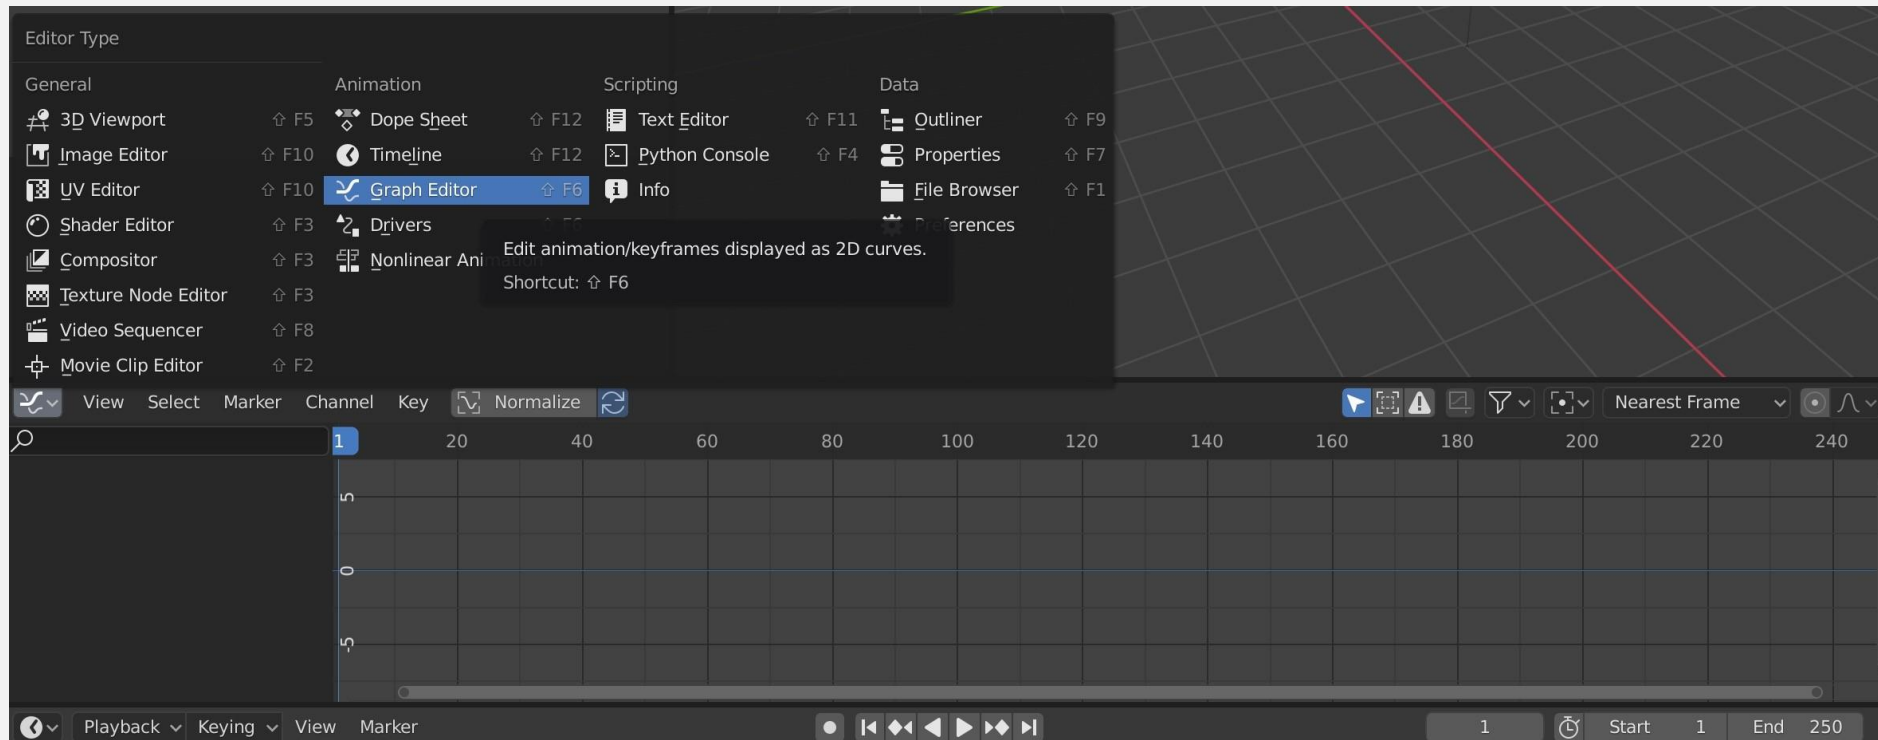 Editor Type
General
3D Viewport ⇧ F5
Image Editor ⇧ F10
UV Editor ⇧ F10
Shader Editor ⇧ F3
Compositor ⇧ F3
Texture Node Editor ⇧ F3
Video Sequencer ⇧ F8
Movie Clip Editor ⇧ F2
Animation
Dope Sheet ⇧ F12
Timeline ⇧ F12
Graph Editor ⇧ F6
Drivers ⇧ F6
Nonlinear Animation
Scripting
Text Editor ⇧ F11
Python Console ⇧ F4
Info
Data
Outliner ⇧ F9
Properties ⇧ F7
File Browser ⇧ F1
Preferences
Edit animation/keyframes displayed as 2D curves.
Shortcut: ⇧ F6
View Select Marker Channel Key Normalize Nearest Frame
1 20 40 60 80 100 120 140 160 180 200 220 240
5
0
-5
Playback Keying View Marker 1 Start 1 End 250